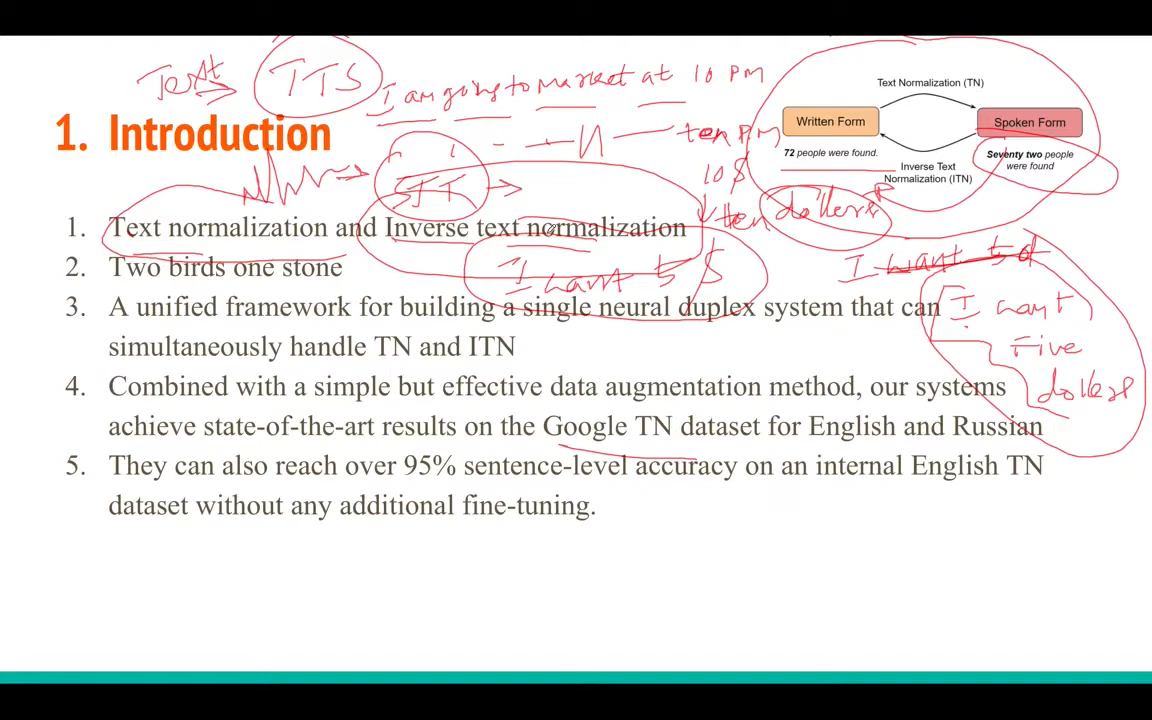 Text TTS
I am going to market at 10 PM
ten PM
10 $
ten dollers
STT
Text Normalization (TN)
Written Form
Spoken Form
72 people were found.
Seventy two people
were found
Inverse Text
Normalization (ITN)
1. Introduction
1. Text normalization and Inverse text normalization
2. Two birds one stone
I want 5 $
I want to d
I want
Five
dollers
3. A unified framework for building a single neural duplex system that can
simultaneously handle TN and ITN
4. Combined with a simple but effective data augmentation method, our systems
achieve state-of-the-art results on the Google TN dataset for English and Russian
5. They can also reach over 95% sentence-level accuracy on an internal English TN
dataset without any additional fine-tuning.